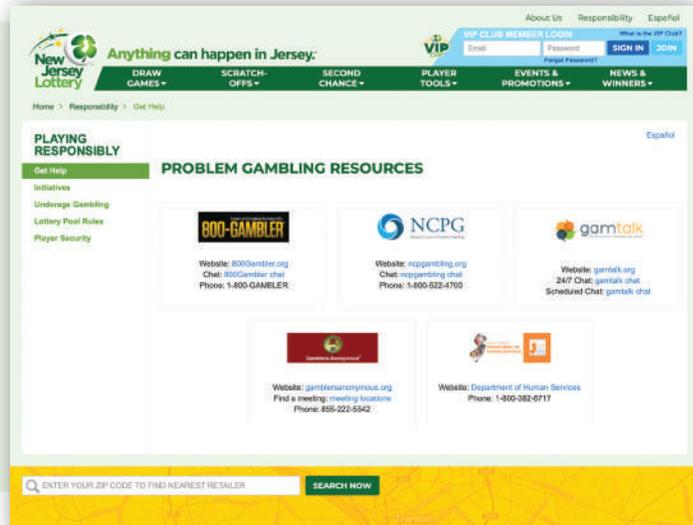 About Us Responsibility Español
New Jersey Lottery
Anything can happen in Jersey.
VIP
VIP CLUB MEMBER LOGIN What is the VIP Club?
Email Password SIGN IN JOIN
Forgot Password?
DRAW GAMES
SCRATCH-OFFS
SECOND CHANCE
PLAYER TOOLS
EVENTS & PROMOTIONS
NEWS & WINNERS
Home > Responsibility > Get Help
PLAYING
RESPONSIBLY
Get Help
Initiatives
Underage Gambling
Lottery Pool Rules
Player Security
Español
PROBLEM GAMBLING RESOURCES
800-GAMBLER
Website: 800Gambler.org
Chat: 800Gambler chat
Phone: 1-800-GAMBLER
NCPG
Website: ncpgambling.org
Chat: ncpgambling chat
Phone: 1-800-522-4700
gamtalk
Website: gamtalk.org
24/7 Chat: gamtalk chat
Scheduled Chat: gamtalk chat
Gamblers Anonymous
Website: gamblersanonymous.org
Find a meeting: meeting locations
Phone: 855-222-5542
Website: Department of Human Services
Phone: 1-800-382-6717
ENTER YOUR ZIP CODE TO FIND NEAREST RETAILER SEARCH NOW
Trenton